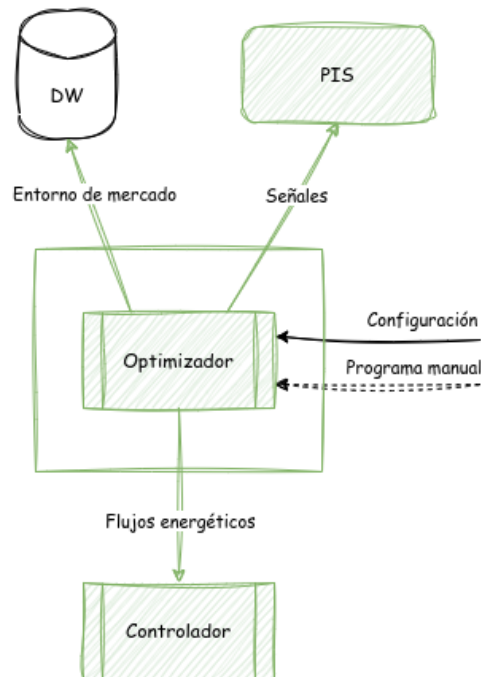 PIS
DW
Entorno de mercado
Señales
Configuración
Optimizador
Programa manual
Flujos energéticos
Controlador